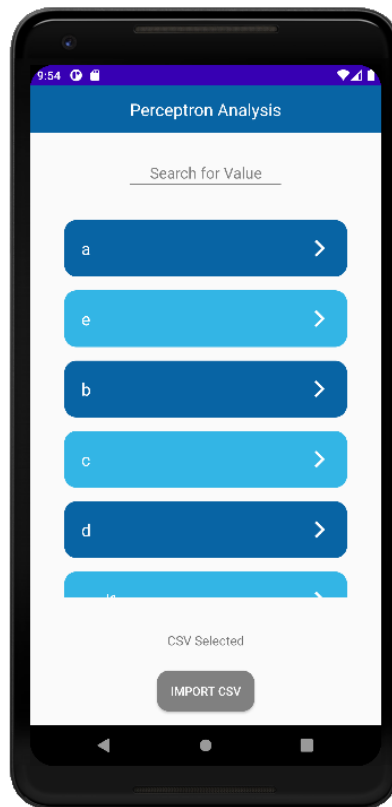 9:54
Perceptron Analysis
Search for Value
a
e
b
c
d
CSV Selected
IMPORT CSV